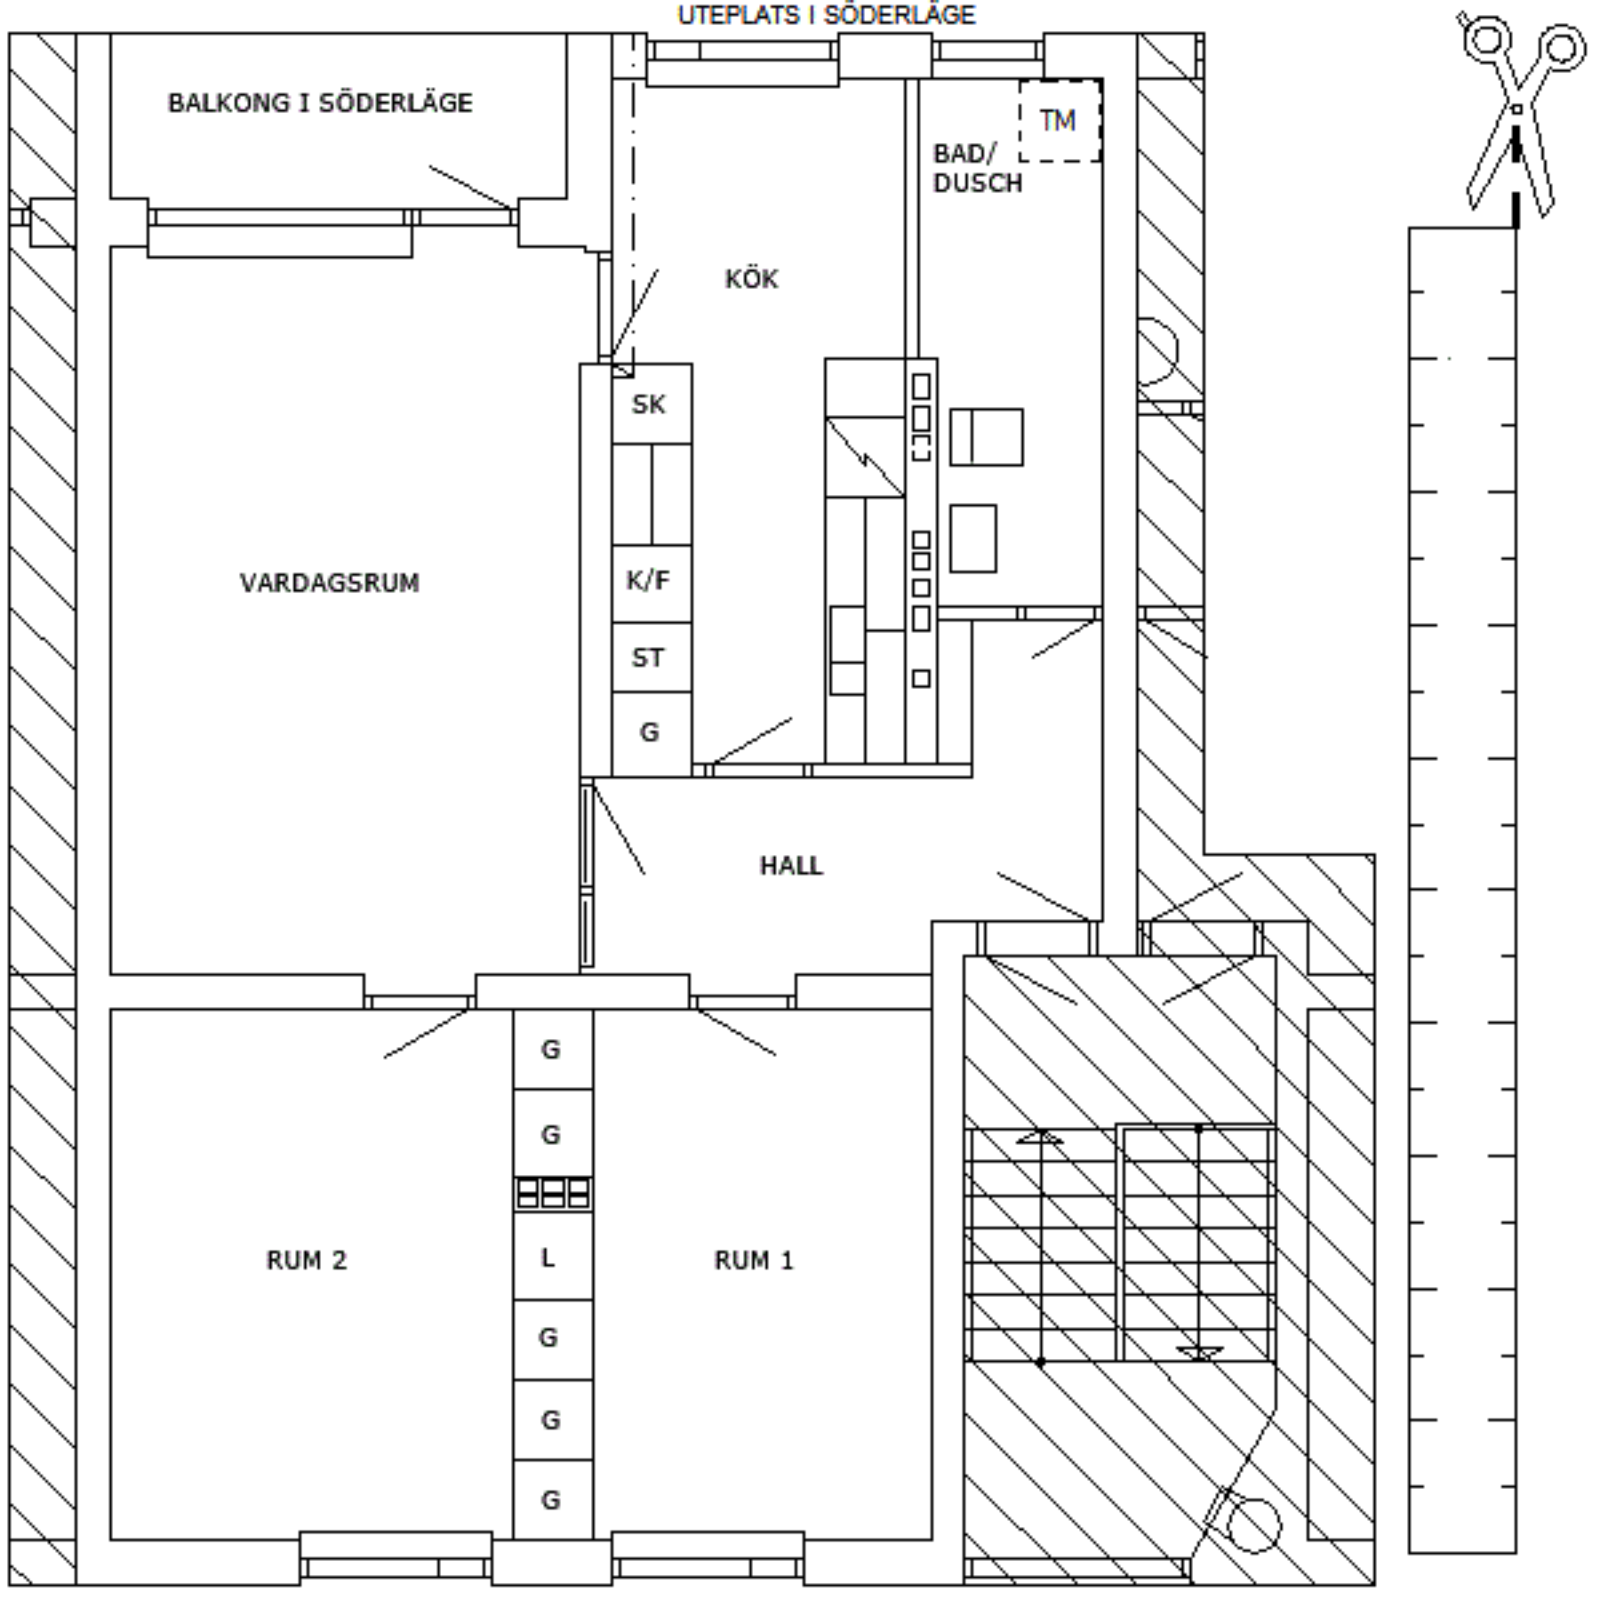 UTEPLATS I SÖDERLÄGE
BALKONG I SÖDERLÄGE
TM
BAD/
DUSCH
KÖK
SK
VARDAGSRUM
K/F
ST
G
HALL
G
G
RUM 2
L
RUM 1
G
G
G